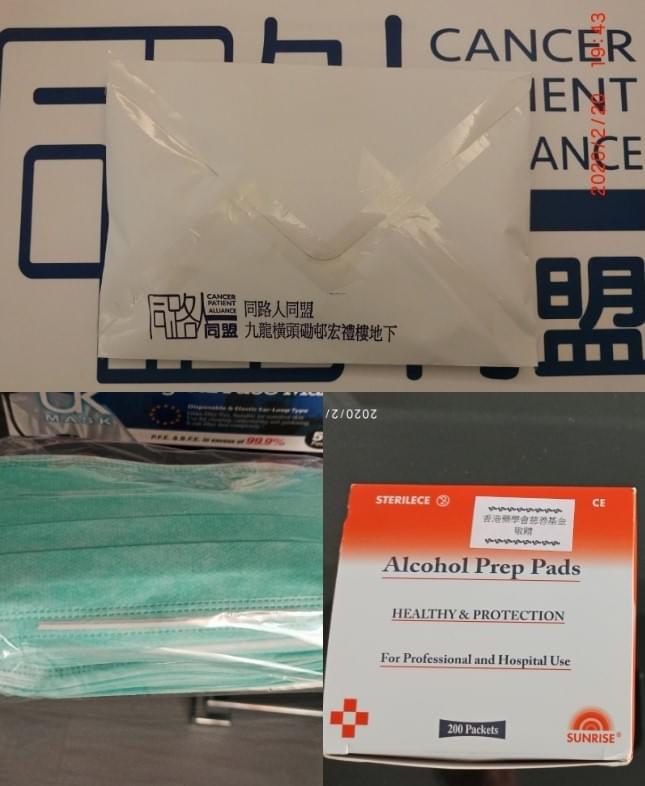 CANCER
IENT
ANCE
盟
2020/2/20 19:43
同路人同盟
CANCER
PATIENT
ALLIANCE
同路人同盟
九龍橫頭磡邨宏禮樓地下
MASK
Disposable & Elastic Ear-Loop Type
P.F.E. & B.F.E. in excess of 99.9%
2020/2/
STERILECE
CE
香港藥學會慈善基金
敬贈
Alcohol Prep Pads
HEALTHY & PROTECTION
For Professional and Hospital Use
200 Packets
SUNRISE®